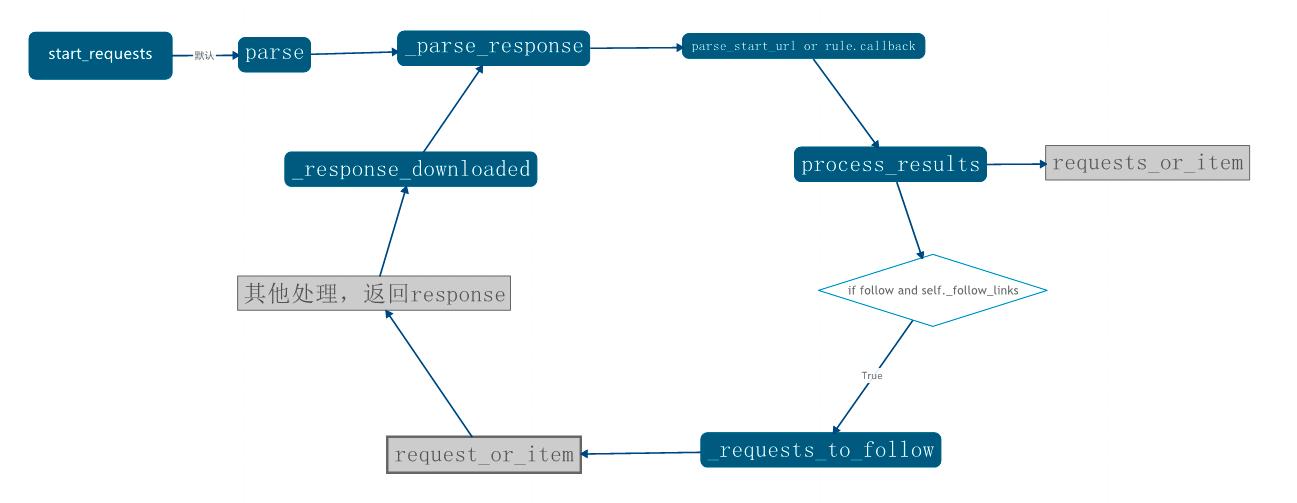 start_requests
默认
parse
_parse_response
parse_start_url or rule.callback
_response_downloaded
process_results
requests_or_item
其他处理，返回response
if follow and self._follow_links
True
request_or_item
_requests_to_follow